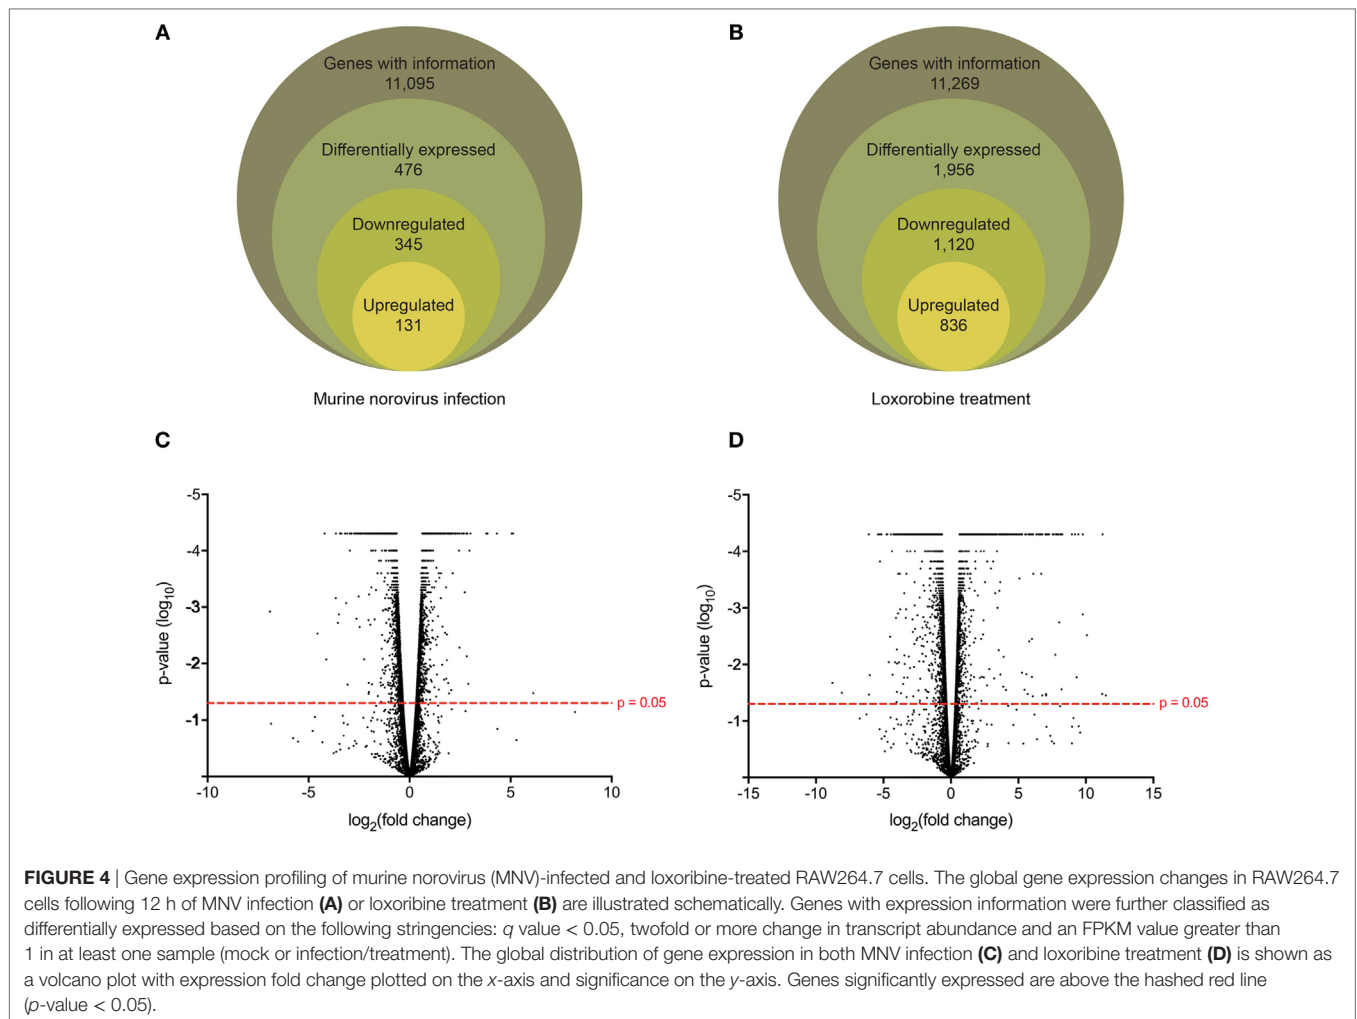 A
Genes with information
11,095
Differentially expressed
476
Downregulated
345
Upregulated
131
Murine norovirus infection
B
Genes with information
11,269
Differentially expressed
1,956
Downregulated
1,120
Upregulated
836
Loxorobine treatment
C
-5
-4
-3
-2
-1
p-value (log10)
p = 0.05
-10
-5
0
5
10
log2(fold change)
D
-5
-4
-3
-2
-1
p-value (log10)
p = 0.05
-15
-10
-5
0
5
10
15
log2(fold change)
FIGURE 4 | Gene expression profiling of murine norovirus (MNV)-infected and loxoribine-treated RAW264.7 cells. The global gene expression changes in RAW264.7
cells following 12 h of MNV infection (A) or loxoribine treatment (B) are illustrated schematically. Genes with expression information were further classified as
differentially expressed based on the following stringencies: q value < 0.05, twofold or more change in transcript abundance and an FPKM value greater than
1 in at least one sample (mock or infection/treatment). The global distribution of gene expression in both MNV infection (C) and loxoribine treatment (D) is shown as
a volcano plot with expression fold change plotted on the x-axis and significance on the y-axis. Genes significantly expressed are above the hashed red line
(p-value < 0.05).